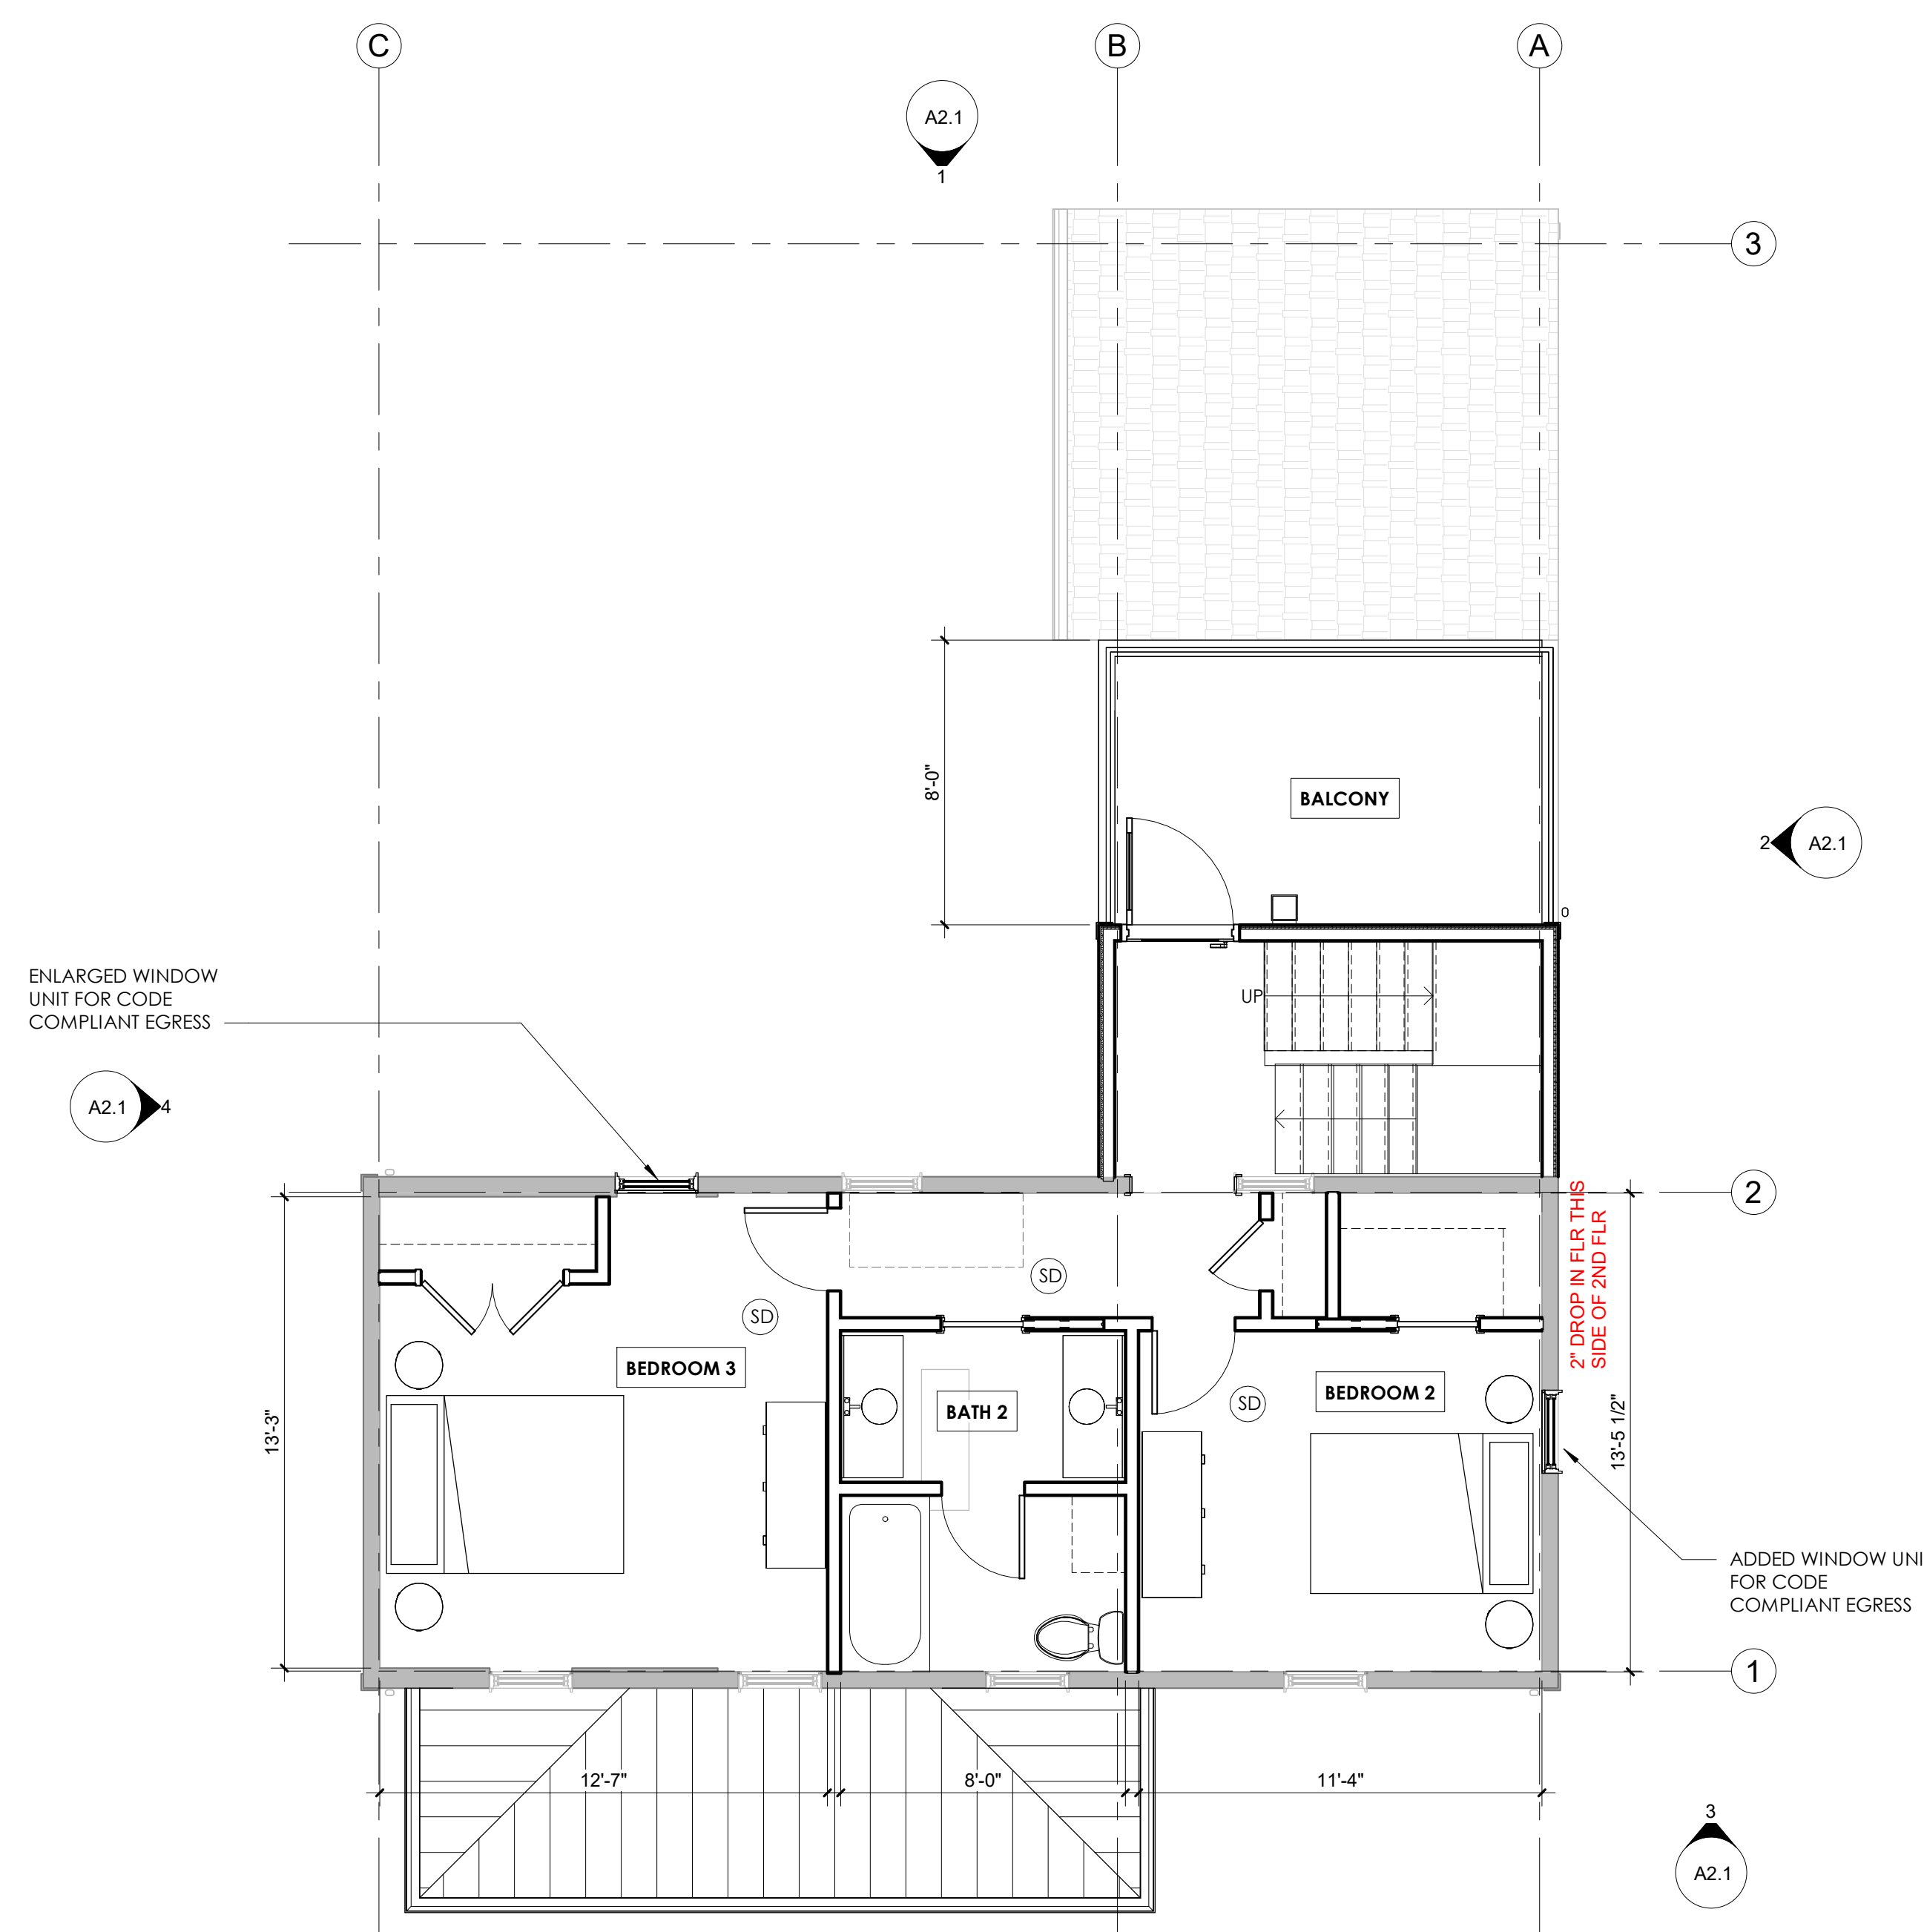 C
B
A
A2.1
1
3
8'-0"
BALCONY
2
A2.1
ENLARGED WINDOW
UNIT FOR CODE
COMPLIANT EGRESS
UP
A2.1
4
2
2" DROP IN FLR THIS
SIDE OF 2ND FLR
SD
SD
BEDROOM 3
BATH 2
SD
BEDROOM 2
13'-3"
13'-5 1/2"
ADDED WINDOW UNI
FOR CODE
COMPLIANT EGRESS
1
12'-7"
8'-0"
11'-4"
3
A2.1